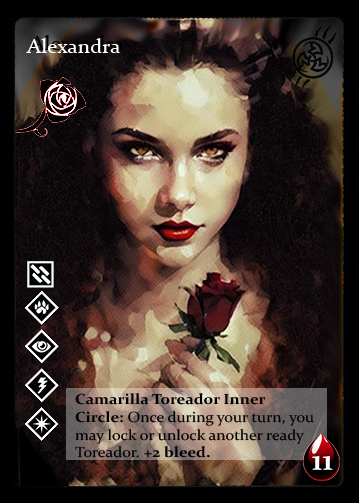 Alexandra
Camarilla Toreador Inner
Circle: Once during your turn, you
may lock or unlock another ready
Toreador. +2 bleed.
11